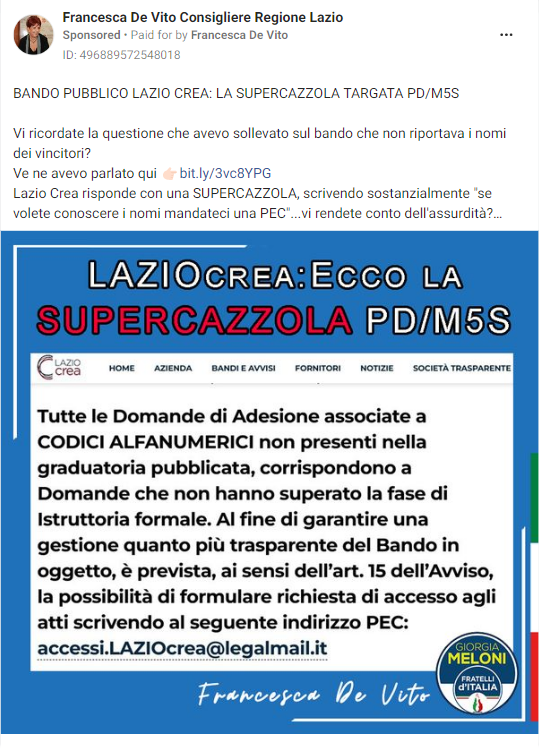 Francesca De Vito Consigliere Regione Lazio
Sponsored • Paid for by Francesca De Vito
ID: 496889572548018
BANDO PUBBLICO LAZIO CREA: LA SUPERCAZZOLA TARGATA PD/M5S
Vi ricordate la questione che avevo sollevato sul bando che non riportava i nomi
dei vincitori?
Ve ne avevo parlato qui 👉🏻 bit.ly/3vc8YPG
Lazio Crea risponde con una SUPERCAZZOLA, scrivendo sostanzialmente "se
volete conoscere i nomi mandateci una PEC"...vi rendete conto dell'assurdità?...
LAZIOCREA: ECCO LA
SUPERCAZZOLA PD/M5S
LAZIO
crea
HOME AZIENDA BANDI E AVVISI FORNITORI NOTIZIE SOCIETÀ TRASPARENTE
Tutte le Domande di Adesione associate a
CODICI ALFANUMERICI non presenti nella
graduatoria pubblicata, corrispondono a
Domande che non hanno superato la fase di
Istruttoria formale. Al fine di garantire una
gestione quanto più trasparente del Bando in
oggetto, è prevista, ai sensi dell'art. 15 dell'Avviso,
la possibilità di formulare richiesta di accesso agli
atti scrivendo al seguente indirizzo PEC:
accessi.LAZIOcrea@legalmail.it
GIORGIA
MELONI
FRATELLI
d'ITALIA
Francesca De Vito